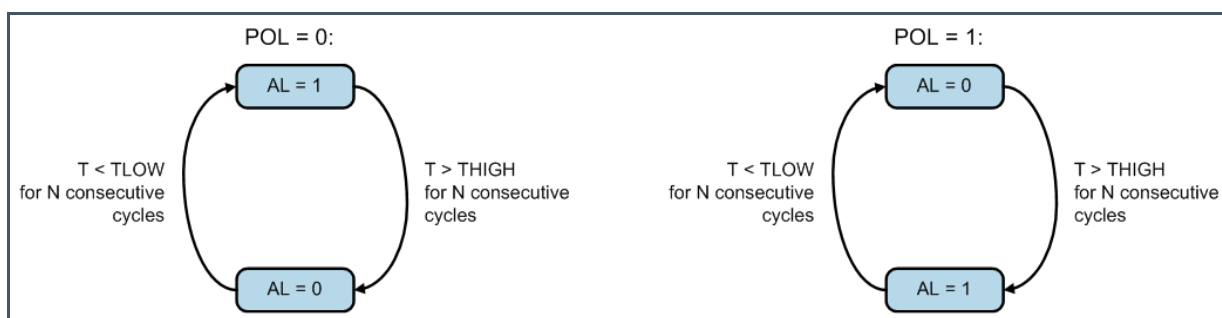 POL = 0:
AL = 1
T < TLOW
for N consecutive
cycles
T > THIGH
for N consecutive
cycles
AL = 0
POL = 1:
AL = 0
T < TLOW
for N consecutive
cycles
T > THIGH
for N consecutive
cycles
AL = 1